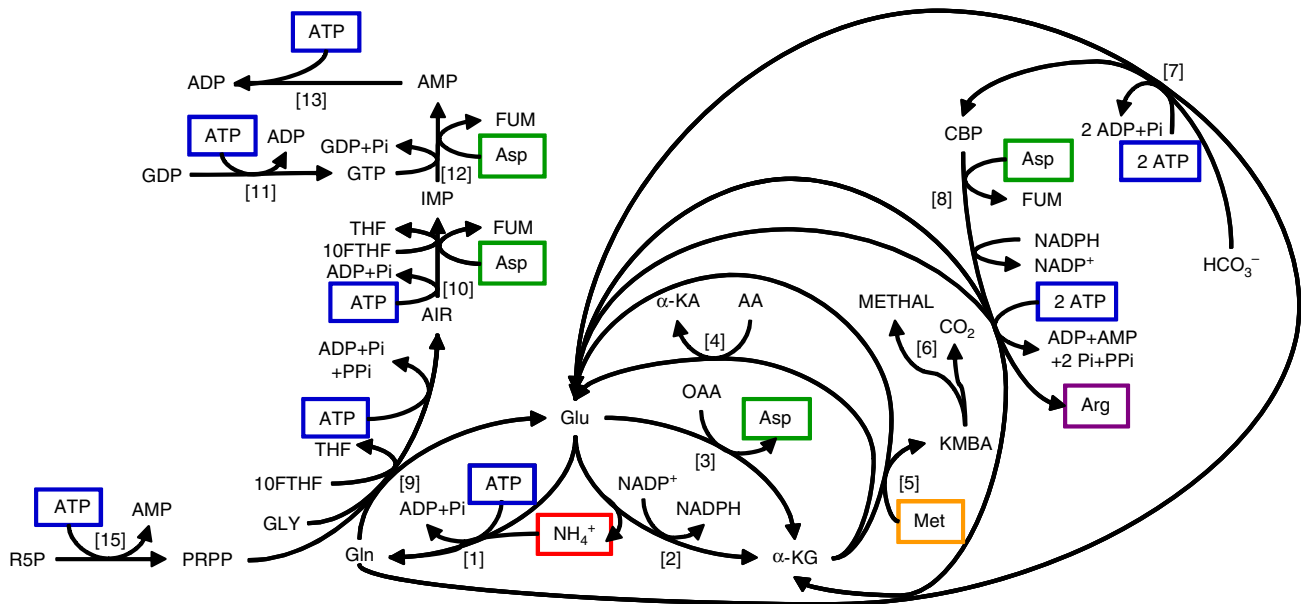 ATP
ADP
AMP
[13]
ATP
ADP
GDP+Pi
FUM
Asp
GDP
[11]
GTP
[12]
IMP
THF
10FTHF
FUM
Asp
ADP+Pi
ATP
[10]
AIR
ADP+Pi
+PPi
ATP
THF
10FTHF
[9]
GLY
ATP
AMP
[15]
R5P
PRPP
Gln
Glu
ADP+Pi
ATP
[1]
NH4+
NADP+
NADPH
[2]
[3]
OAA
Asp
α-KG
α-KA
AA
[4]
METHAL
CO2
[6]
KMBA
[5]
Met
[7]
CBP
2 ADP+Pi
2 ATP
Asp
[8]
FUM
NADPH
NADP+
HCO3−
2 ATP
ADP+AMP
+2 Pi+PPi
Arg